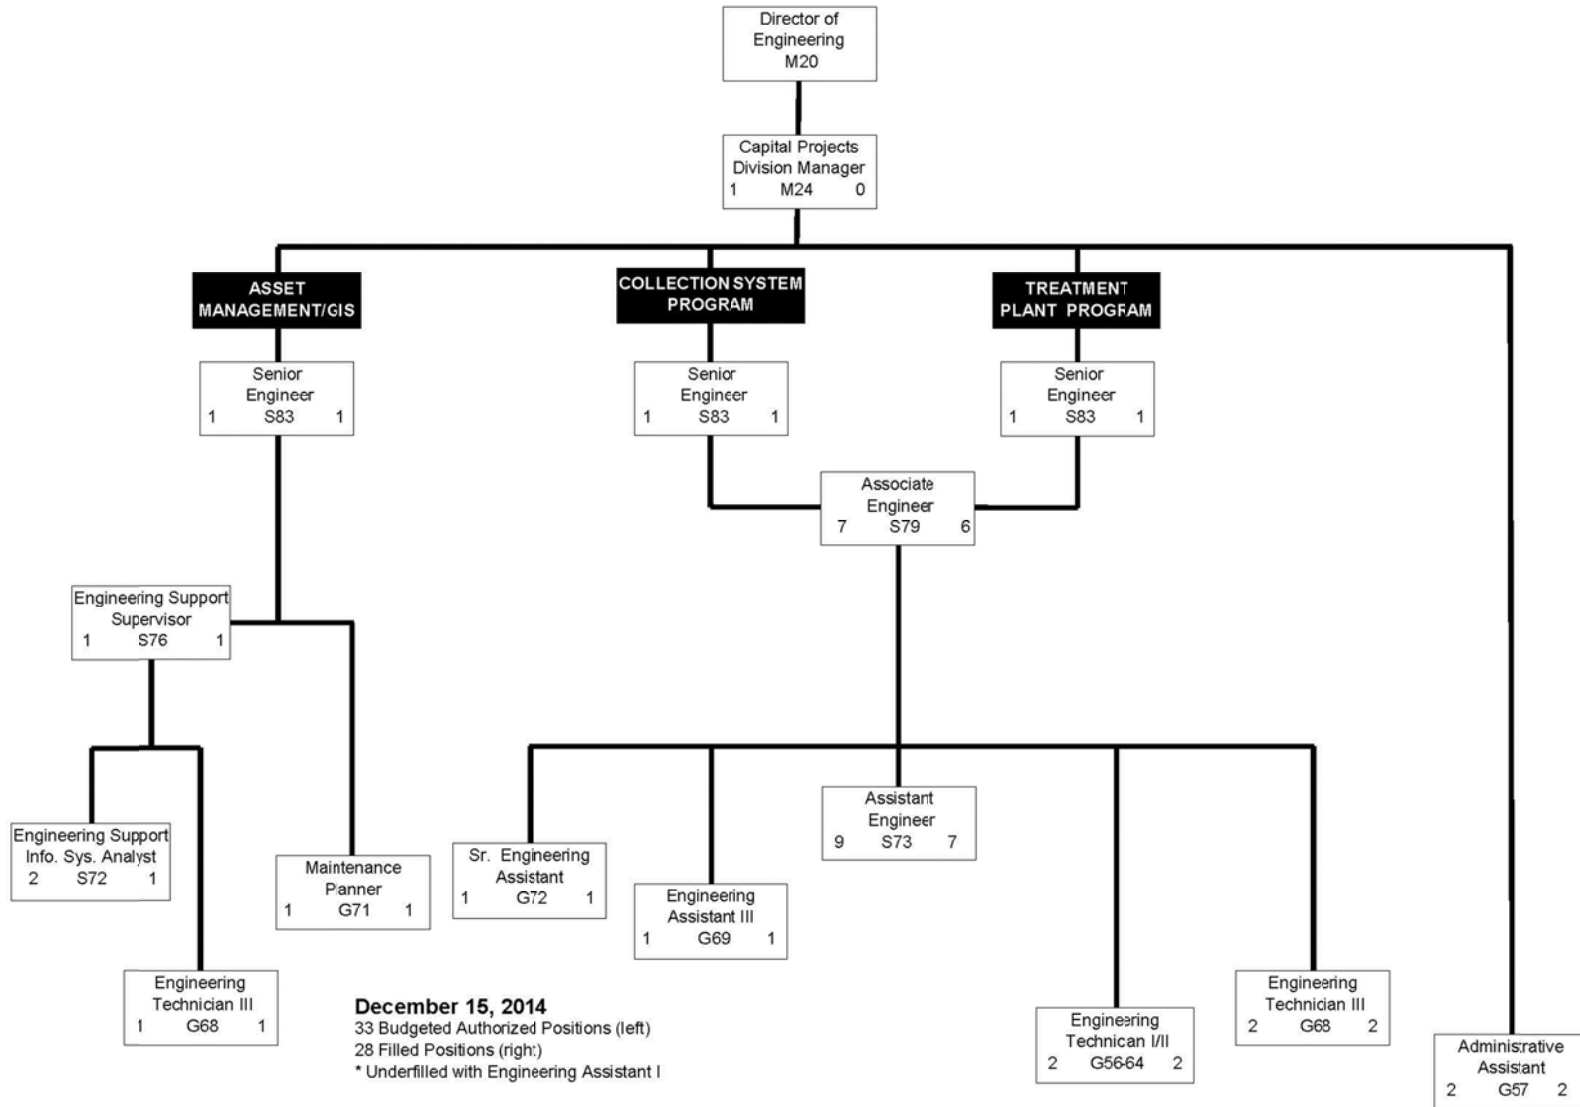 Director of
Engineering
M20
Capital Projects
Division Manager
1 M24 0
ASSET
MANAGEMENT/GIS
COLLECTION SYSTEM
PROGRAM
TREATMENT
PLANT PROGRAM
Senior
Engineer
1 S83 1
Senior
Engineer
1 S83 1
Senior
Engineer
1 S83 1
Associate
Engineer
7 S79 6
Engineering Support
Supervisor
1 S76 1
Engineering Support
Info. Sys. Analyst
2 S72 1
Maintenance
Planner
1 G71 1
Engineering
Technician III
1 G68 1
Sr. Engineering
Assistant
1 G72 1
Engineering
Assistant III
1 G69 1
Assistant
Engineer
9 S73 7
Engineering
Technican I/II
2 G56-64 2
Engineering
Technician III
2 G68 2
Administrative
Assistant
2 G57 2
December 15, 2014
33 Budgeted Authorized Positions (left)
28 Filled Positions (right)
* Underfilled with Engineering Assistant I